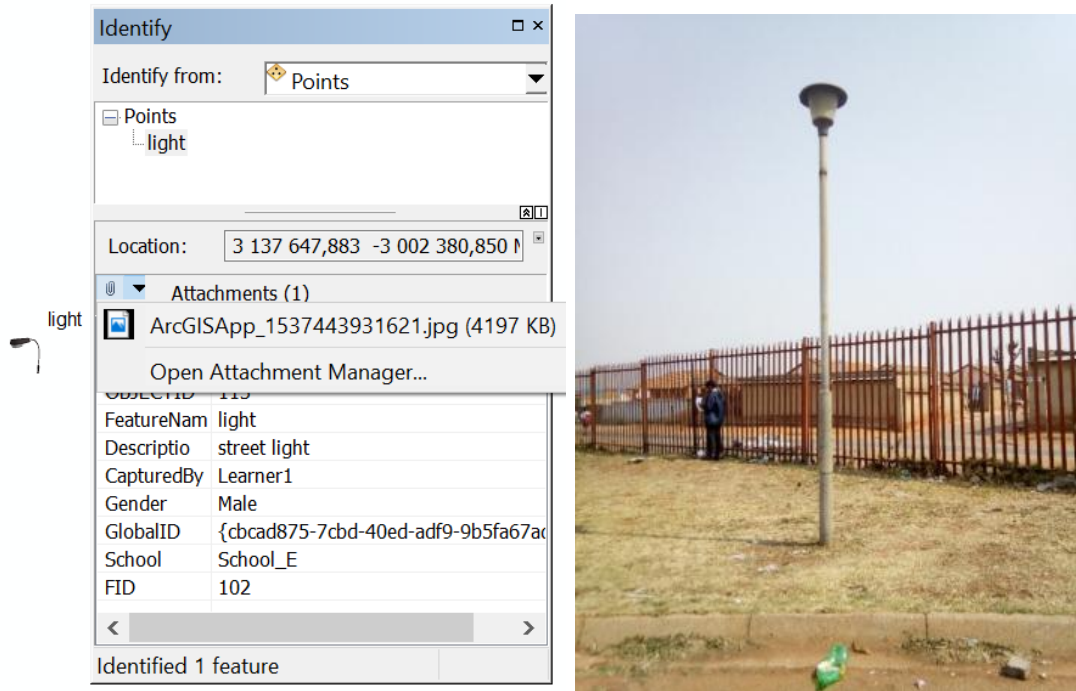 Identify
Identify from: Points
Points
light
Location: 3 137 647,883 -3 002 380,850
Attachments (1)
light
ArcGISApp_1537443931621.jpg (4197 KB)
Open Attachment Manager...
OBJECTID 113
FeatureNam light
Descriptio street light
CapturedBy Learner1
Gender Male
GlobalID {cbcad875-7cbd-40ed-adf9-9b5fa67a
School School_E
FID 102
Identified 1 feature